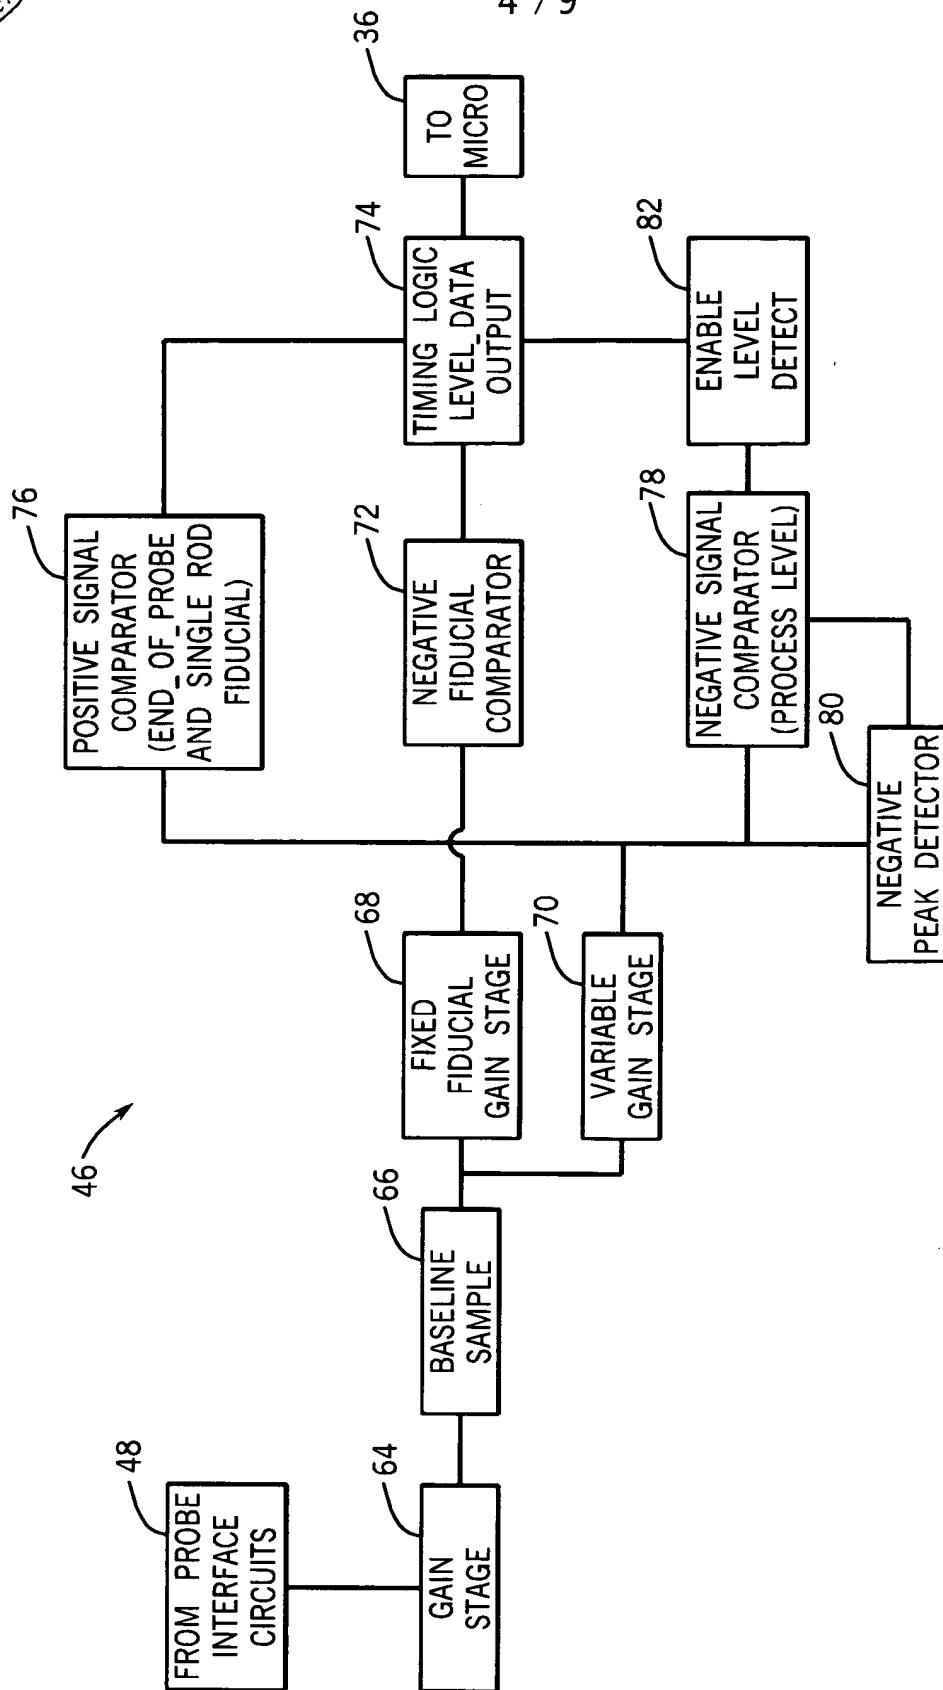 4 / 9
46
48
FROM PROBE
INTERFACE
CIRCUITS
64
GAIN
STAGE
66
BASELINE
SAMPLE
68
FIXED
FIDUCIAL
GAIN STAGE
70
VARIABLE
GAIN STAGE
76
POSITIVE SIGNAL
COMPARATOR
(END_OF_PROBE
AND SINGLE ROD
FIDUCIAL)
72
NEGATIVE
FIDUCIAL
COMPARATOR
78
NEGATIVE SIGNAL
COMPARATOR
(PROCESS LEVEL)
80
NEGATIVE
PEAK DETECTOR
74
TIMING LOGIC
LEVEL_DATA
OUTPUT
82
ENABLE
LEVEL
DETECT
36
TO
MICRO